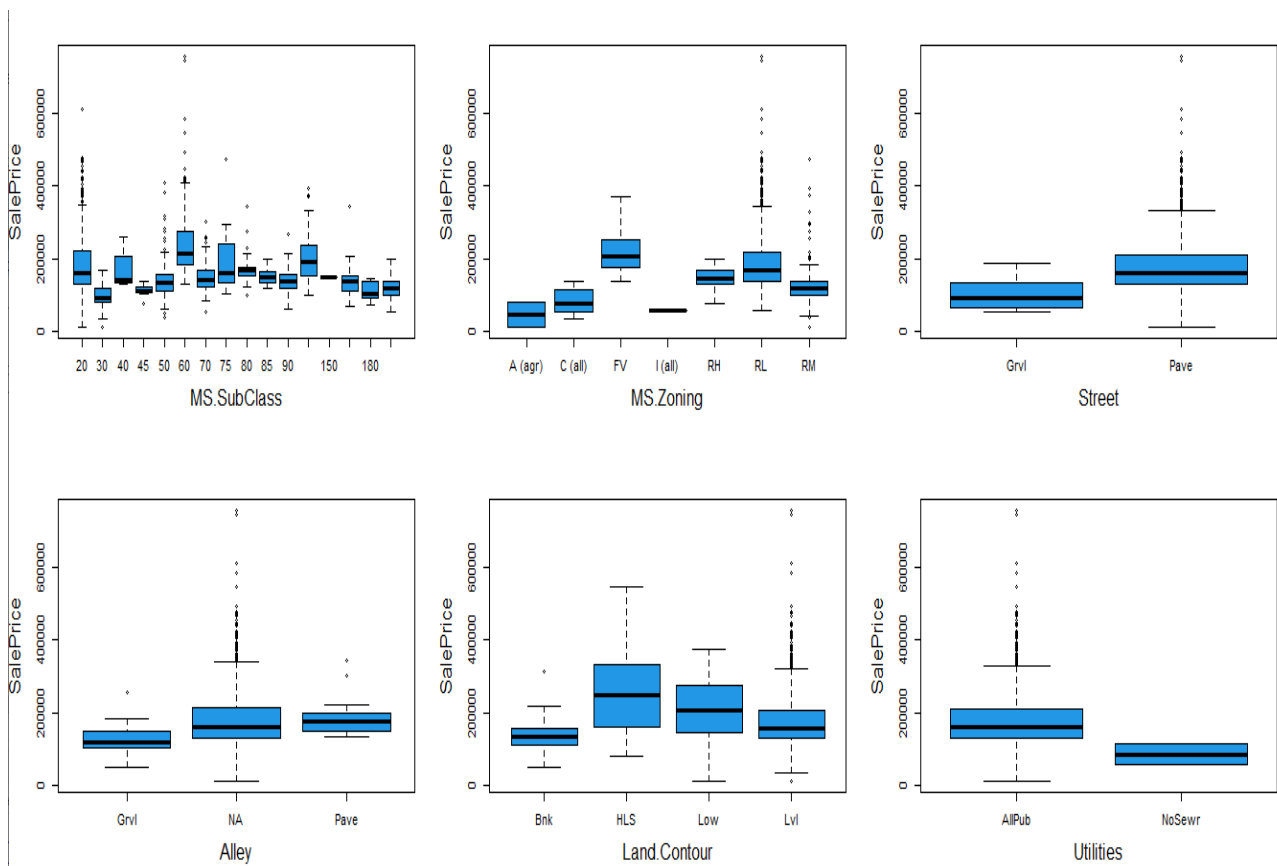 SalePrice
0 200000 400000 600000
20 30 40 45 50 60 70 75 80 85 90 150 180
MS.SubClass
SalePrice
0 200000 400000 600000
A (agr) C (all) FV I (all) RH RL RM
MS.Zoning
SalePrice
0 200000 400000 600000
Grvl Pave
Street
SalePrice
0 200000 400000 600000
Grvl NA Pave
Alley
SalePrice
0 200000 400000 600000
Bnk HLS Low Lvl
Land.Contour
SalePrice
0 200000 400000 600000
AllPub NoSewr
Utilities